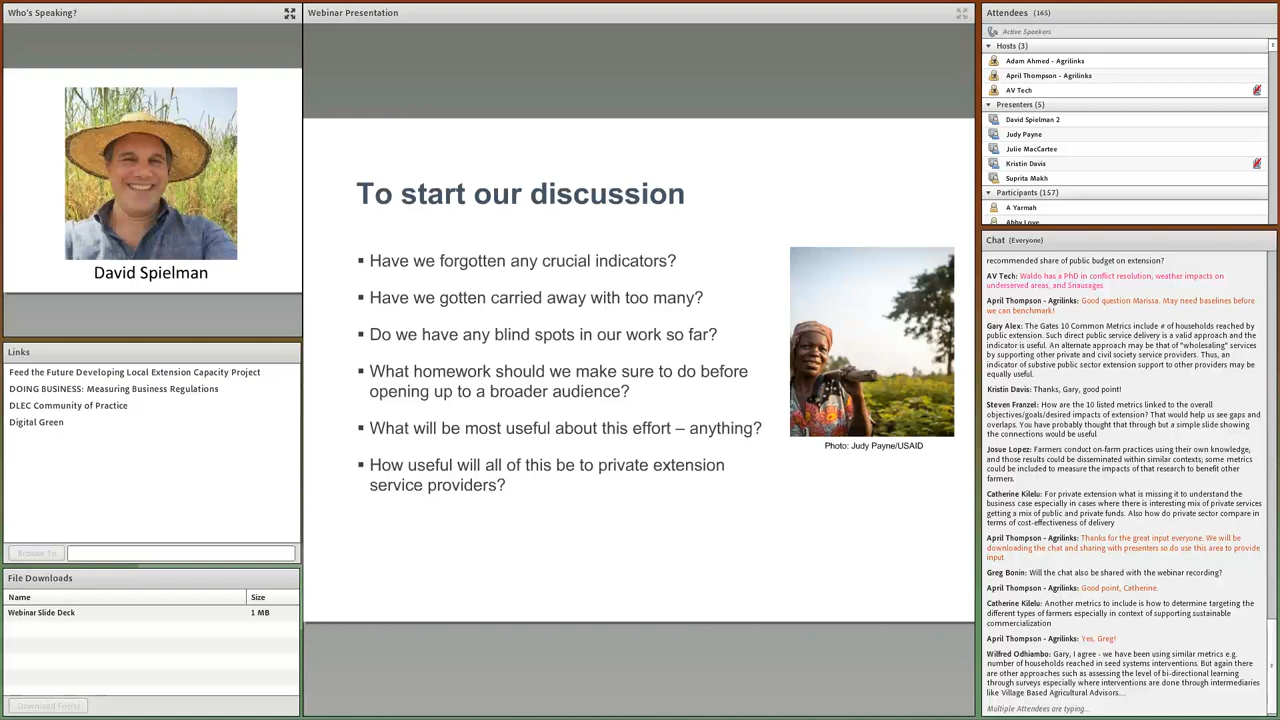 Who's Speaking?
David Spielman
Links
Feed the Future Developing Local Extension Capacity Project
DOING BUSINESS: Measuring Business Regulations
DLEC Community of Practice
Digital Green
Browse To
File Downloads
Name Size
Webinar Slide Deck 1 MB
Download File(s)
Webinar Presentation
To start our discussion
▪ Have we forgotten any crucial indicators?
▪ Have we gotten carried away with too many?
▪ Do we have any blind spots in our work so far?
▪ What homework should we make sure to do before
opening up to a broader audience?
▪ What will be most useful about this effort – anything?
▪ How useful will all of this be to private extension
service providers?
Photo: Judy Payne/USAID
Attendees (165)
Active Speakers
Hosts (3)
Adam Ahmed - Agrilinks
April Thompson - Agrilinks
AV Tech
Presenters (5)
David Spielman 2
Judy Payne
Julie MacCartee
Kristin Davis
Suprita Makh
Participants (157)
A Yarmah
Abby Love
Chat (Everyone)
recommended share of public budget on extension?
AV Tech: Waldo has a PhD in conflict resolution, weather impacts on
underserved areas, and Snausages
April Thompson - Agrilinks: Good question Marissa. May need baselines before
we can benchmark!
Gary Alex: The Gates 10 Common Metrics include # of households reached by
public extension. Such direct public service delivery is a valid approach and the
indicator is useful. An alternate approach may be that of "wholesaling" services
by supporting other private and civil society service providers. Thus, an
indicator of substive public sector extension support to other providers may be
equally useful.
Kristin Davis: Thanks, Gary, good point!
Steven Franzel: How are the 10 listed metrics linked to the overall
objectives/goals/desired impacts of extension? That would help us see gaps and
overlaps. You have probably thought that through but a simple slide showing
the connections would be useful
Josue Lopez: Farmers conduct on-farm practices using their own knowledge,
and those results could be disseminated within similar contexts; some metrics
could be included to measure the impacts of that research to benefit other
farmers.
Catherine Kilelu: For private extension what is missing it to understand the
business case especially in cases where there is interesting mix of private services
getting a mix of public and private funds. Also how do private sector compare in
terms of cost-effectiveness of delivery
April Thompson - Agrilinks: Thanks for the great input everyone. We will be
downloading the chat and sharing with presenters so do use this area to provide
input.
Greg Bonin: Will the chat also be shared with the webinar recording?
April Thompson - Agrilinks: Good point, Catherine.
Catherine Kilelu: Another metrics to include is how to determine targeting the
different types of farmers especially in context of supporting sustainable
commercialization
April Thompson - Agrilinks: Yes, Greg!
Wilfred Odhiambo: Gary, I agree - we have been using similar metrics e.g.
number of households reached in seed systems interventions. But again there
are other approaches such as assessing the level of bi-directional learning
through surveys especially where interventions are done through intermediaries
like Village Based Agricultural Advisors....
Multiple Attendees are typing...